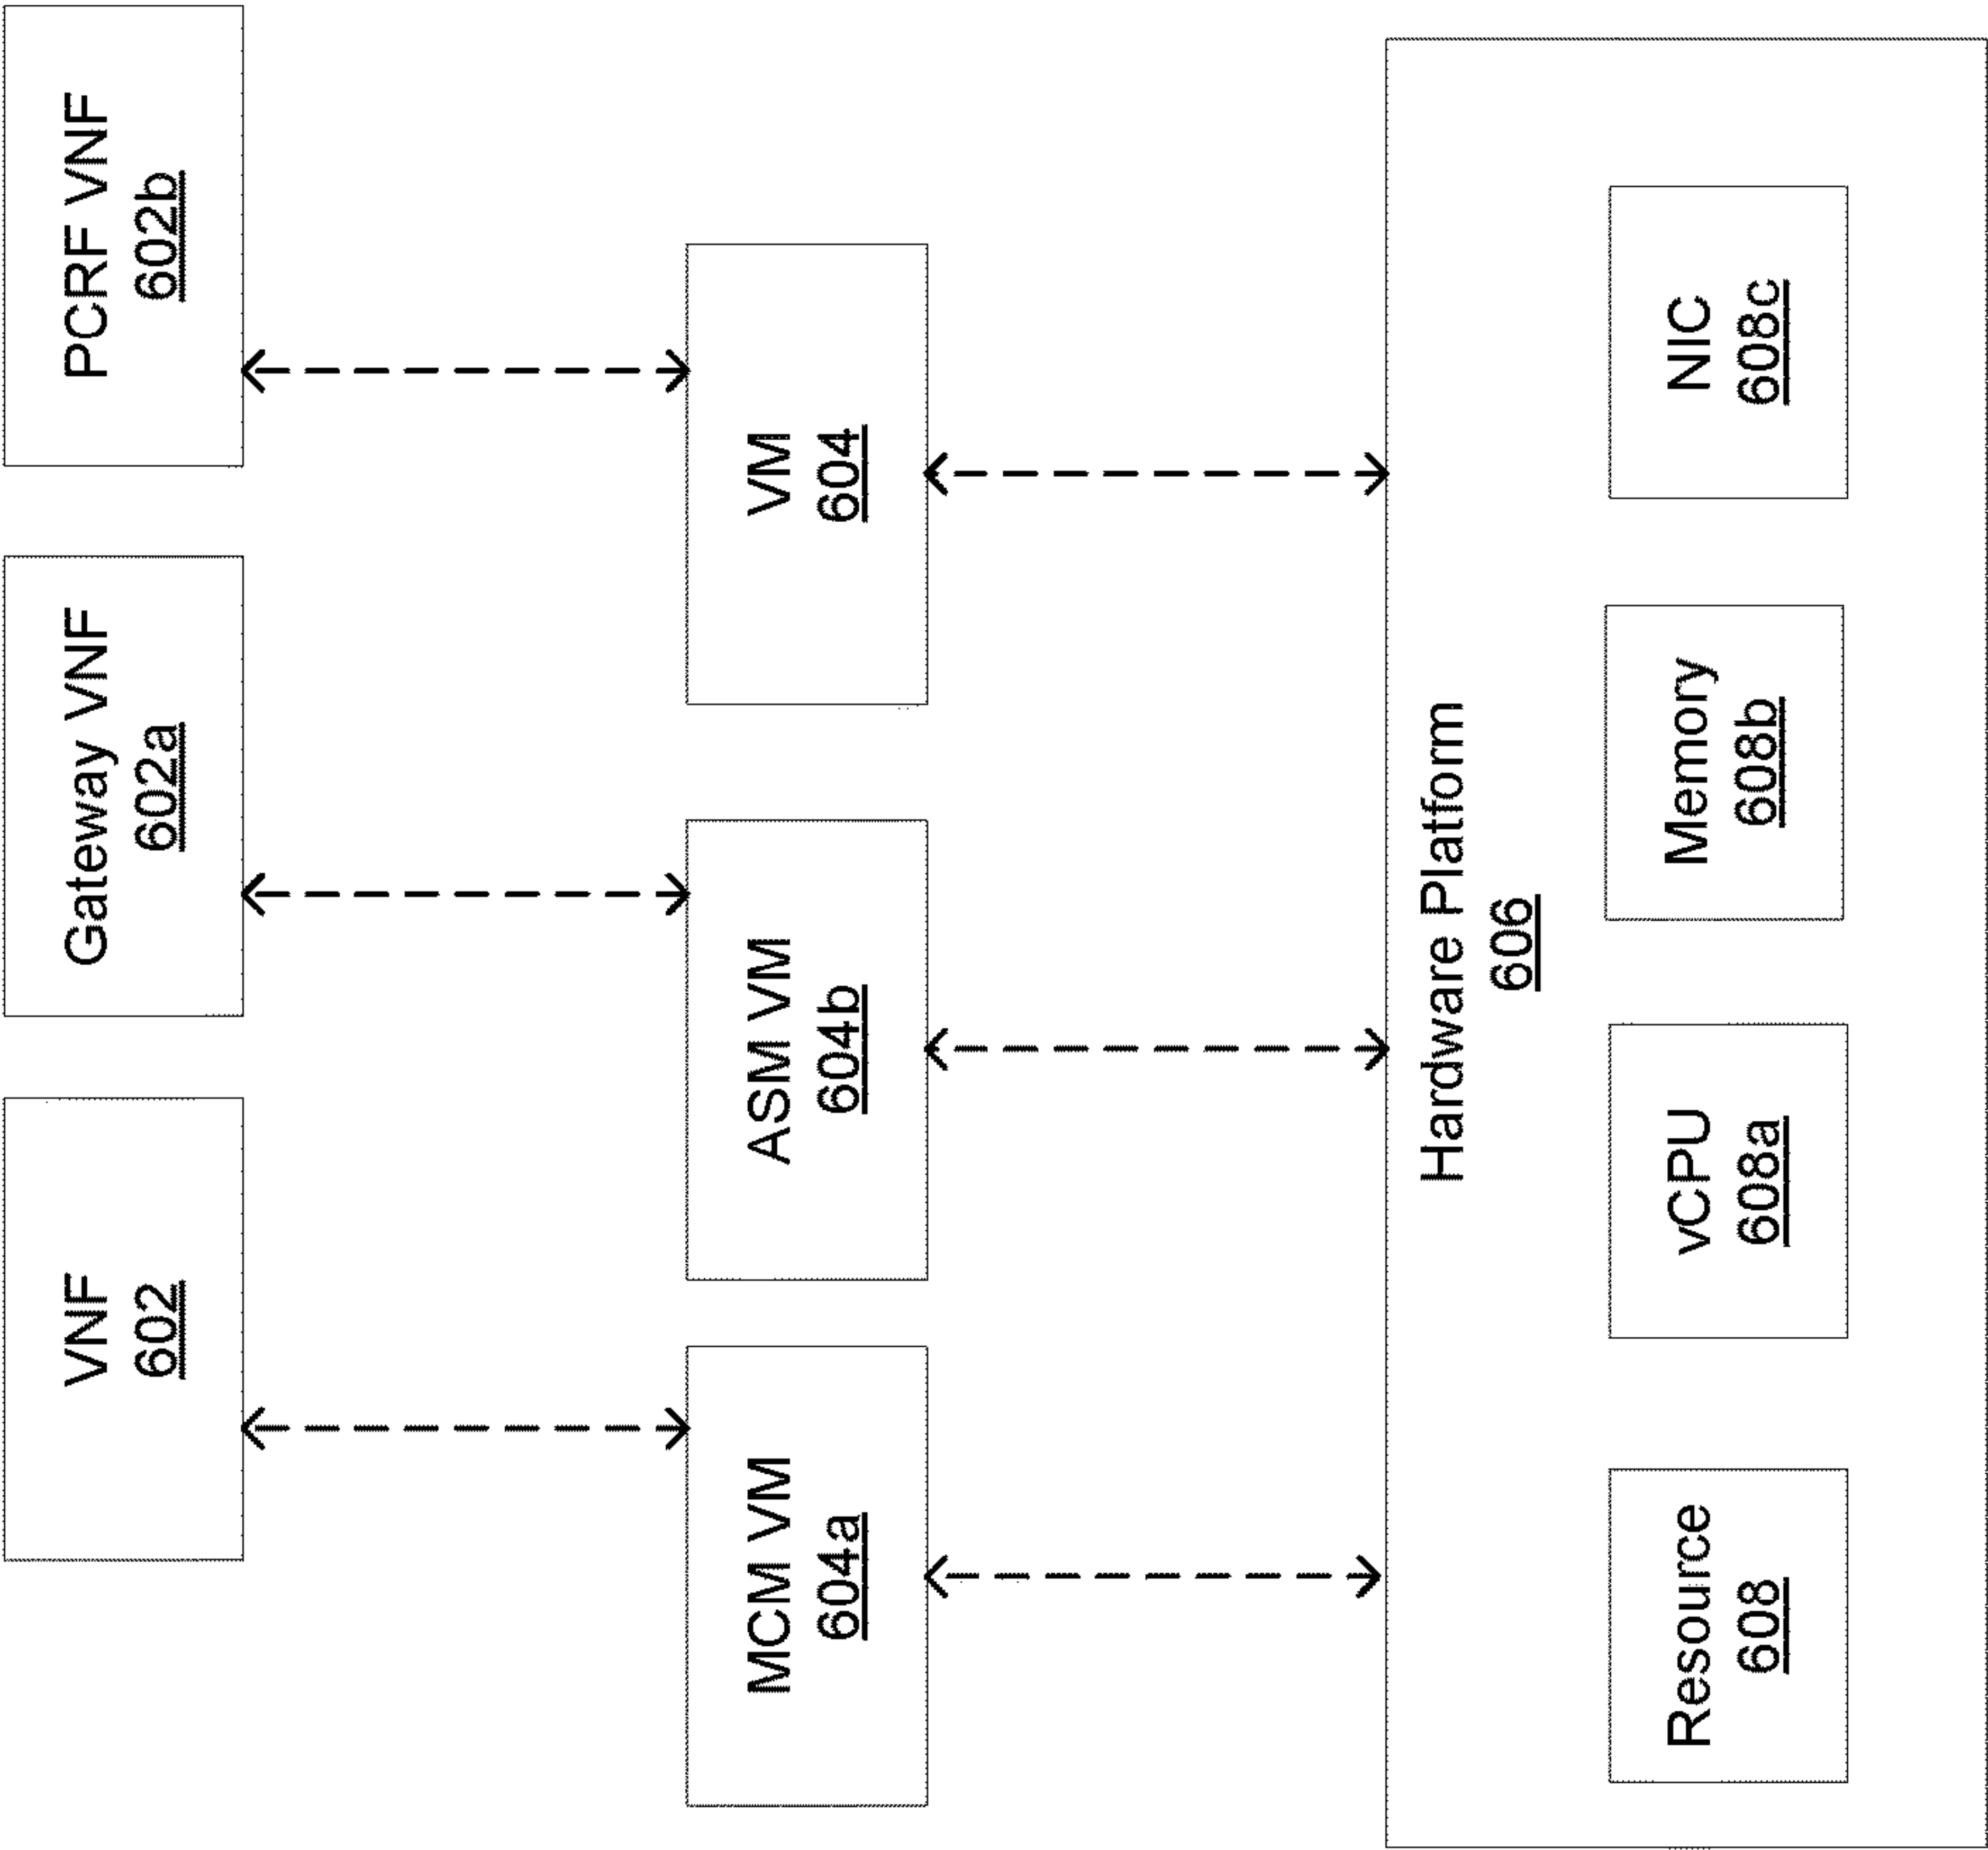 VNF
602
Gateway VNF
602a
PCRF VNF
602b
MCM VM
604a
ASM VM
604b
VM
604
Hardware Platform
606
Resource
608
vCPU
608a
Memory
608b
NIC
608c